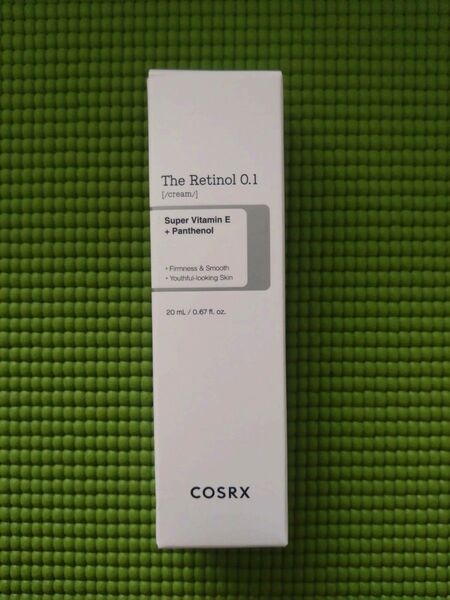 The Retinol 0.1
[/cream/]
Super Vitamin E
+ Panthenol
• Firmness & Smooth
• Youthful-looking Skin
20 mL / 0.67 fl. oz.
COSRX